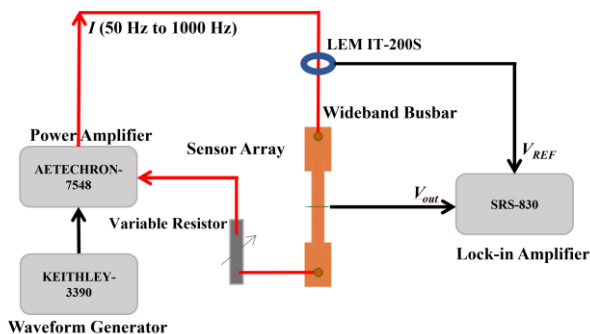 I (50 Hz to 1000 Hz)
LEM IT-200S
Wideband Busbar
Power Amplifier
Sensor Array
AETECHRON-
7548
V_REF
V_out
SRS-830
Variable Resistor
Lock-in Amplifier
KEITHLEY-
3390
Waveform Generator